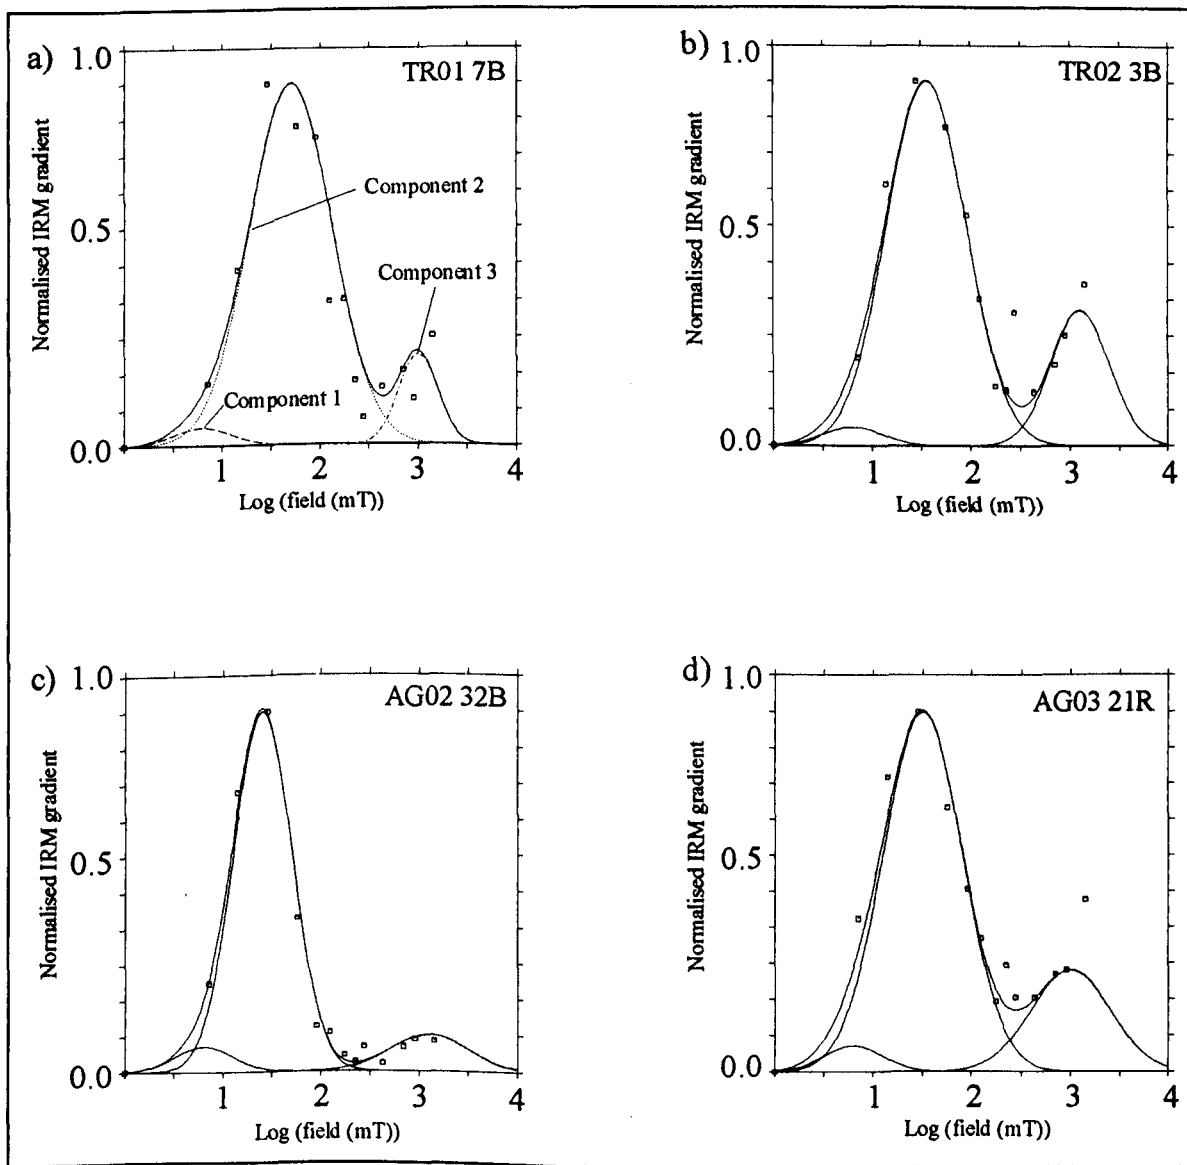 a)
TR01 7B
1.0
0.5
0.0
Normalised IRM gradient
Component 2
Component 3
Component 1
1 2 3 4
Log (field (mT))
b)
TR02 3B
1.0
0.5
0.0
Normalised IRM gradient
1 2 3 4
Log (field (mT))
c)
AG02 32B
1.0
0.5
0.0
Normalised IRM gradient
1 2 3 4
Log (field (mT))
d)
AG03 21R
1.0
0.5
0.0
Normalised IRM gradient
1 2 3 4
Log (field (mT))